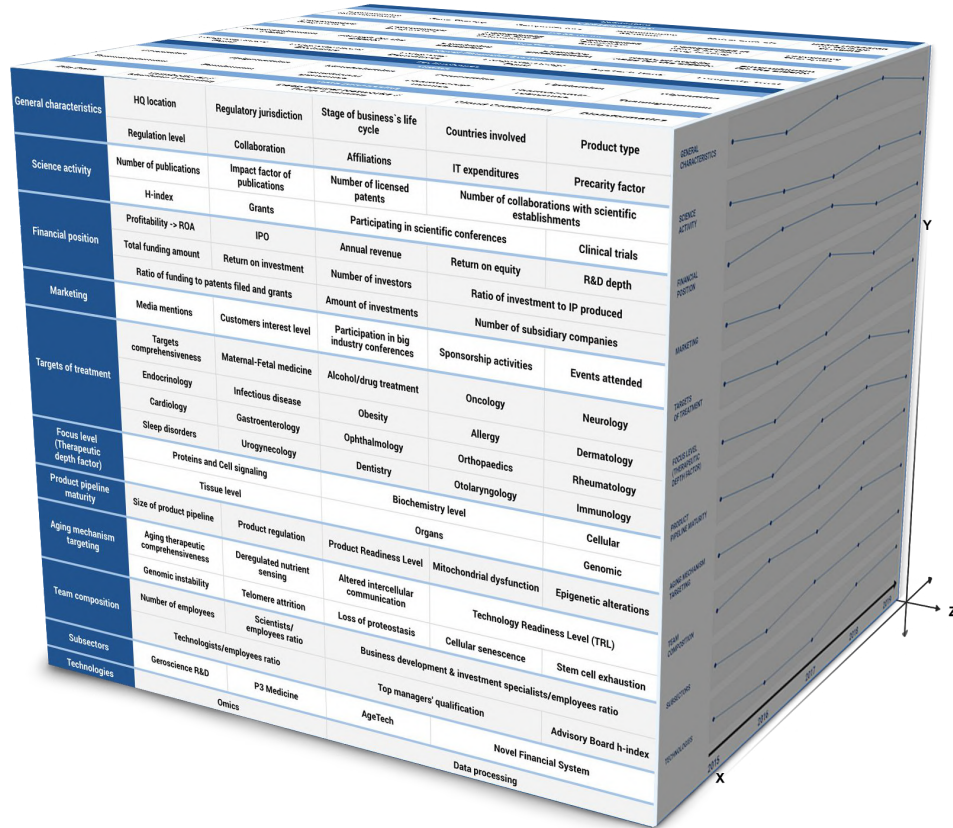 General characteristics
HQ location
Regulatory jurisdiction
Stage of business`s life
cycle
Countries involved
Product type
Regulation level
Collaboration
Affiliations
IT expenditures
Precarity factor
Science activity
Number of publications
Impact factor of
publications
Number of licensed
patents
Number of collaborations with scientific
establishments
H-index
Grants
Participating in scientific conferences
Clinical trials
Financial position
Profitability -> ROA
IPO
Annual revenue
Return on equity
R&D depth
Total funding amount
Return on investment
Number of investors
Ratio of investment to IP produced
Ratio of funding to patents filed and grants
Amount of investments
Number of subsidiary companies
Marketing
Media mentions
Customers interest level
Participation in big
industry conferences
Sponsorship activities
Events attended
Targets of treatment
Targets
comprehensiveness
Maternal-Fetal medicine
Alcohol/drug treatment
Oncology
Neurology
Endocrinology
Infectious disease
Obesity
Allergy
Dermatology
Cardiology
Gastroenterology
Ophthalmology
Orthopaedics
Rheumatology
Sleep disorders
Urogynecology
Dentistry
Otolaryngology
Immunology
Focus level
(Therapeutic
depth factor)
Proteins and Cell signaling
Biochemistry level
Cellular
Tissue level
Organs
Genomic
Product pipeline
maturity
Size of product pipeline
Product regulation
Product Readiness Level
Mitochondrial dysfunction
Epigenetic alterations
Aging mechanism
targeting
Aging therapeutic
comprehensiveness
Deregulated nutrient
sensing
Altered intercellular
communication
Technology Readiness Level (TRL)
Genomic instability
Telomere attrition
Loss of proteostasis
Cellular senescence
Stem cell exhaustion
Team composition
Number of employees
Scientists/
employees ratio
Business development & investment specialists/employees ratio
Technologists/employees ratio
Top managers' qualification
Advisory Board h-index
Subsectors
Geroscience R&D
P3 Medicine
AgeTech
Novel Financial System
Technologies
Omics
Data processing
GENERAL
CHARACTERISTICS
SCIENCE
ACTIVITY
FINANCIAL
POSITION
MARKETING
TARGETS
OF TREATMENT
FOCUS LEVEL
(THERAPEUTIC
DEPTH FACTOR)
PRODUCT
PIPELINE MATURITY
AGING MECHANISM
TARGETING
TEAM
COMPOSITION
SUBSECTORS
TECHNOLOGIES
2015
2016
2017
2018
2019
X
Y
Z